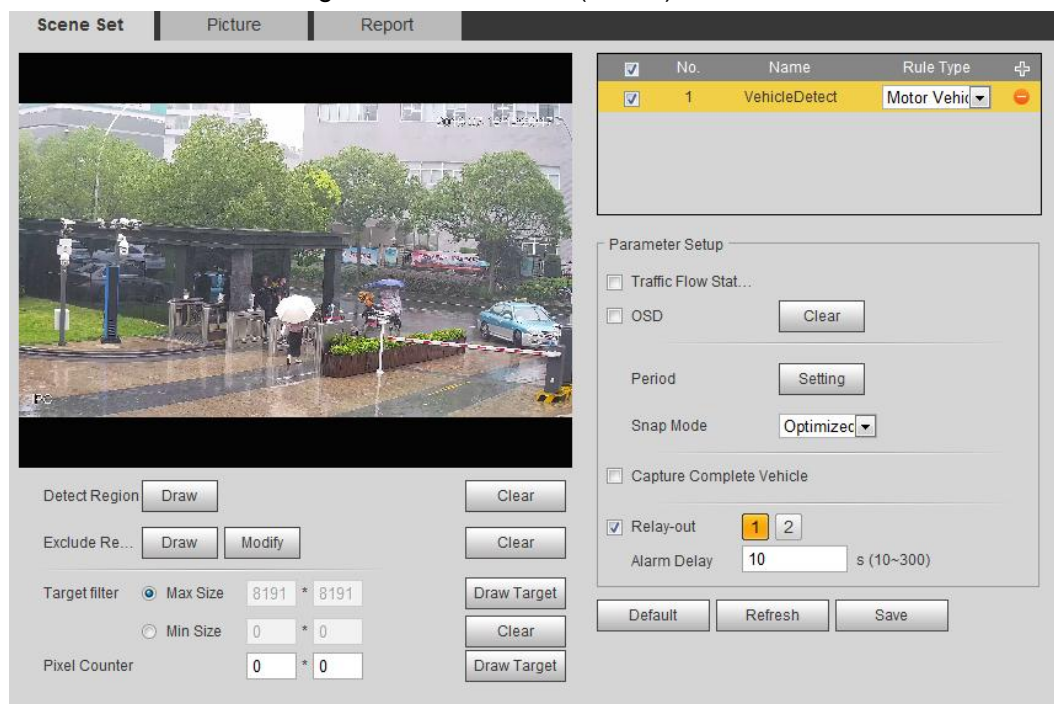 Scene Set Picture Report
No. Name Rule Type
1 VehicleDetect Motor Vehic
Parameter Setup
Traffic Flow Stat...
OSD Clear
Period Setting
Snap Mode Optimized
Capture Complete Vehicle
Relay-out 1 2
Alarm Delay 10 s (10~300)
Default Refresh Save
PC
Detect Region Draw Clear
Exclude Re... Draw Modify Clear
Target filter Max Size 8191 * 8191 Draw Target
Min Size 0 * 0 Clear
Pixel Counter 0 * 0 Draw Target